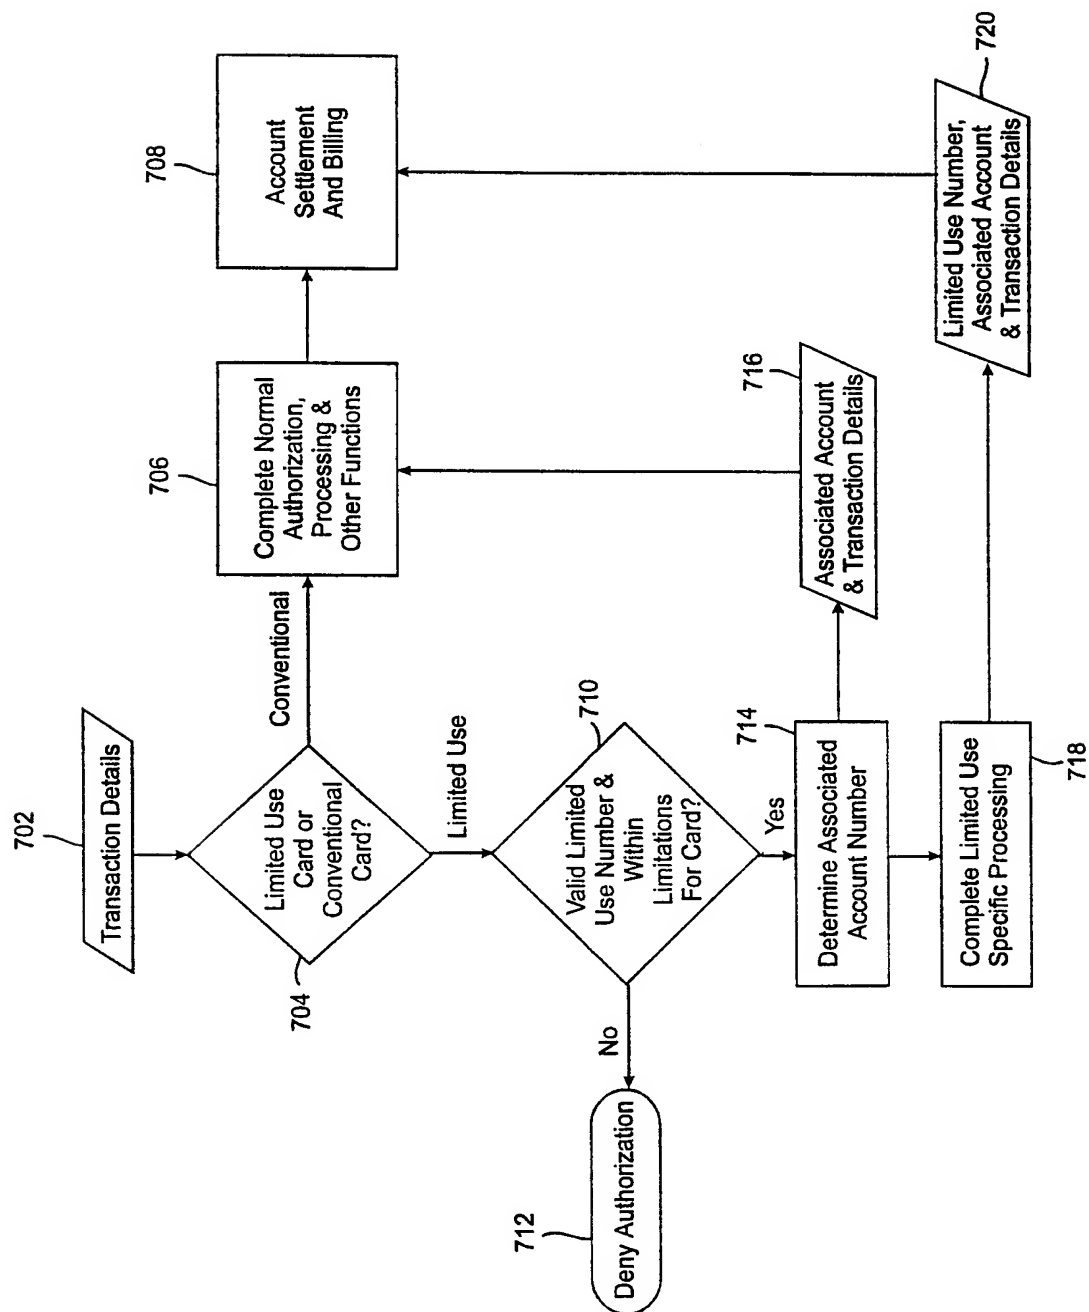 702
Transaction Details
704
Limited Use
Card or
Conventional
Card?
Conventional
706
Complete Normal
Authorization,
Processing &
Other Functions
708
Account
Settlement
And Billing
Limited Use
710
Valid Limited
Use Number &
Within
Limitations
For Card?
No
712
Deny Authorization
Yes
714
Determine Associated
Account Number
716
Associated Account
& Transaction Details
718
Complete Limited Use
Specific Processing
720
Limited Use Number,
Associated Account
& Transaction Details